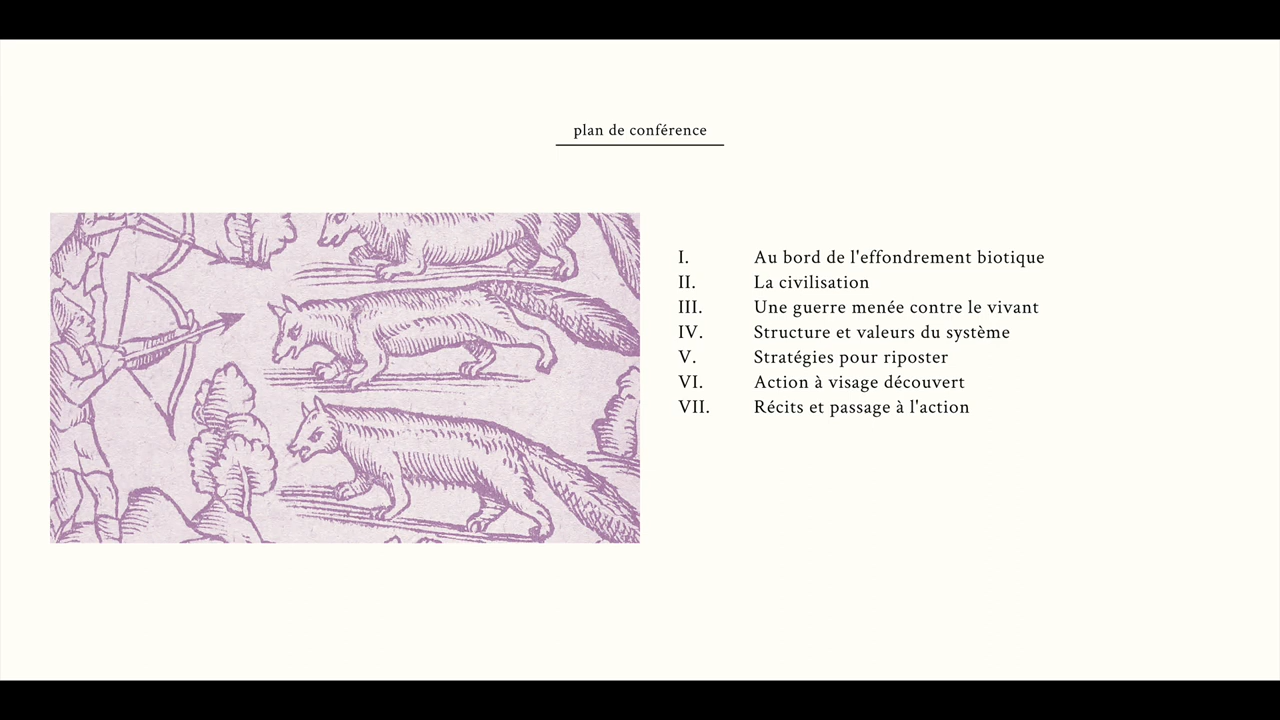 plan de conférence
I. Au bord de l'effondrement biotique
II. La civilisation
III. Une guerre menée contre le vivant
IV. Structure et valeurs du système
V. Stratégies pour riposter
VI. Action à visage découvert
VII. Récits et passage à l'action